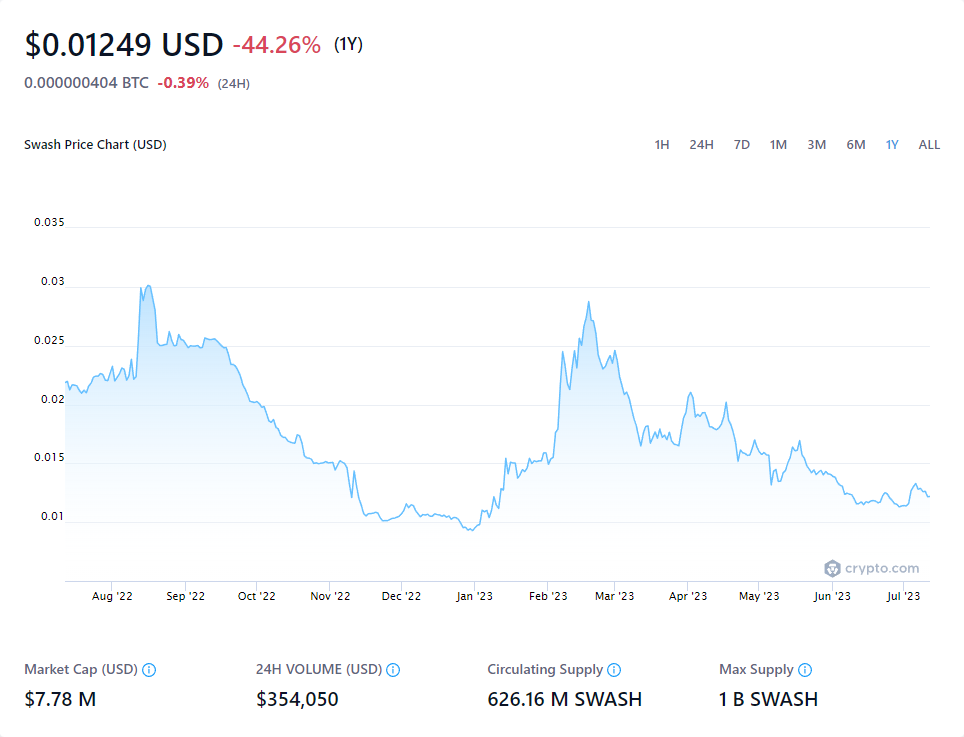 $0.01249 USD -44.26% (1Y)
0.000000404 BTC -0.39% (24H)
Swash Price Chart (USD) 1H 24H 7D 1M 3M 6M 1Y ALL
0.035
0.03
0.025
0.02
0.015
0.01
crypto.com
Aug '22 Sep '22 Oct '22 Nov '22 Dec '22 Jan '23 Feb '23 Mar '23 Apr '23 May '23 Jun '23 Jul '23
Market Cap (USD) 24H VOLUME (USD) Circulating Supply Max Supply
$7.78 M $354,050 626.16 M SWASH 1 B SWASH